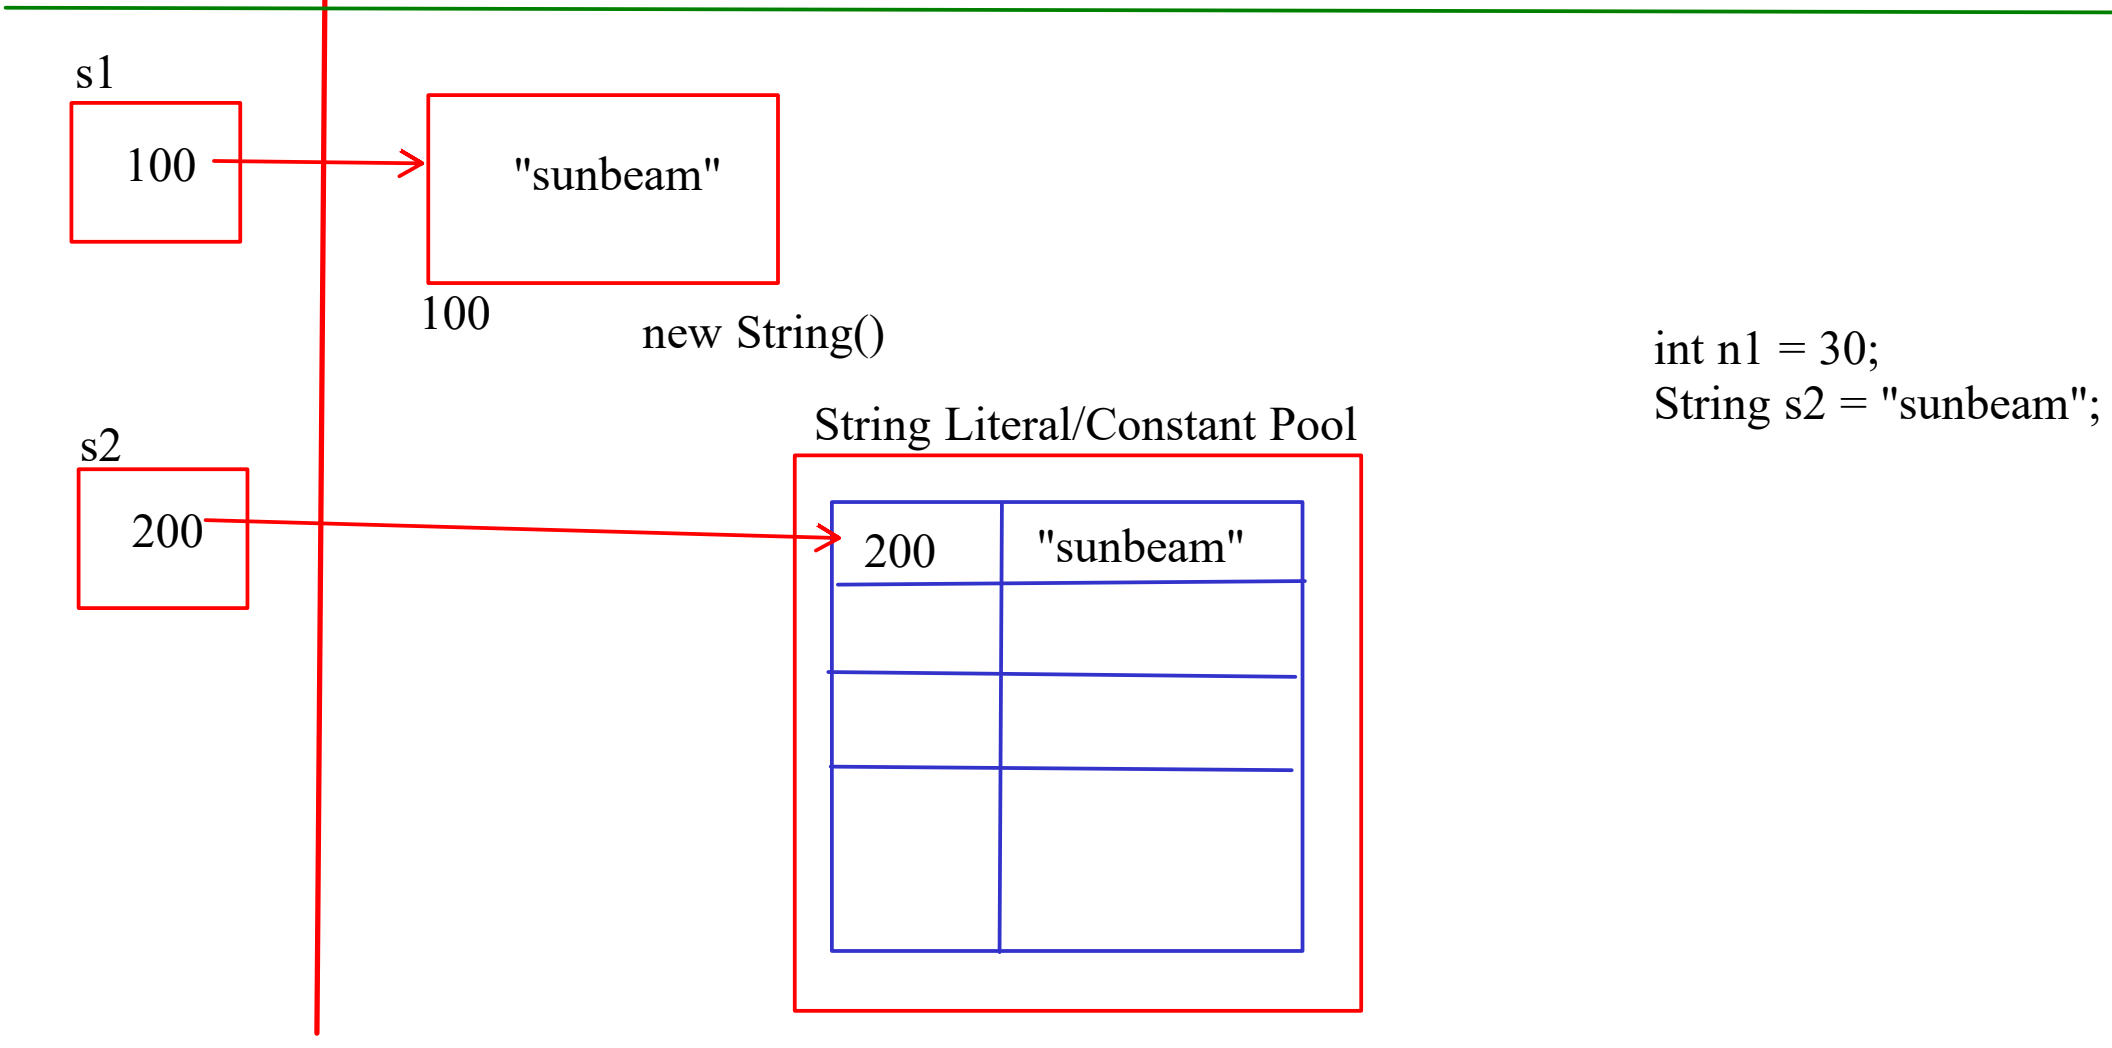 s1
100
"sunbeam"
100
new String()
int n1 = 30;
String s2 = "sunbeam";
String Literal/Constant Pool
s2
200
200
"sunbeam"